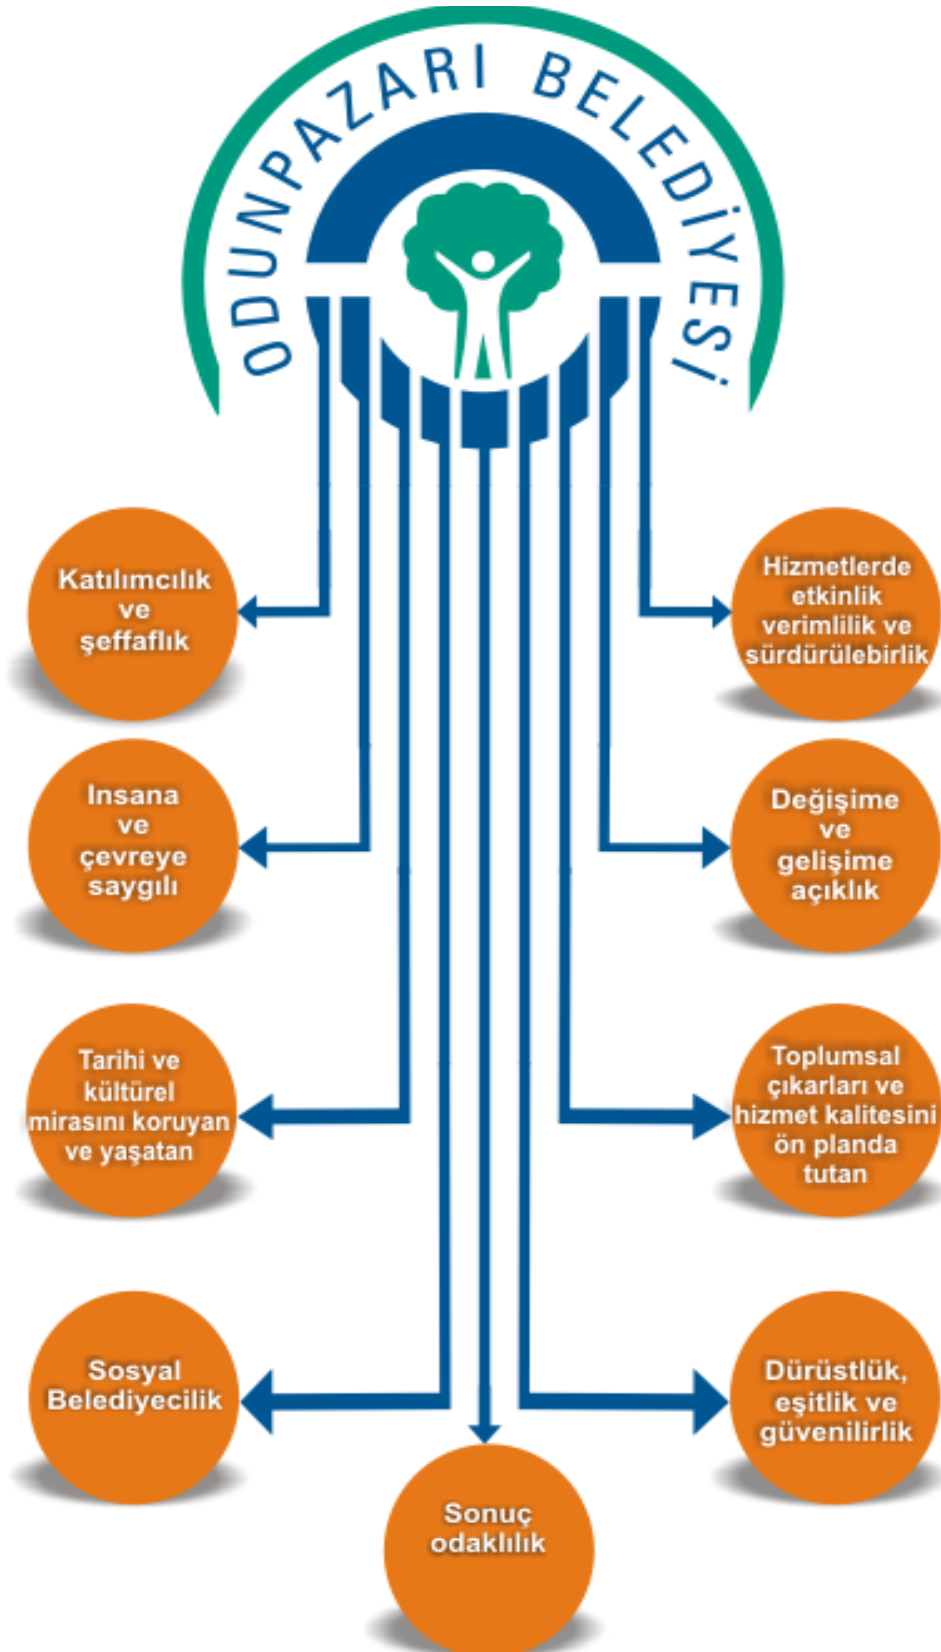 ODUNPAZARI BELEDİYESİ
Katılımcılık
ve
şeffaflık
Hizmetlerde
etkinlik
verimlilik ve
sürdürülebirlik
Insana
ve
çevreye
saygılı
Değişime
ve
gelişime
açıklık
Tarihi ve
kültürel
mirasını koruyan
ve yaşatan
Toplumsal
çıkarları ve
hizmet kalitesini
ön planda
tutan
Sosyal
Belediyecilik
Dürüstlük,
eşitlik ve
güvenilirlik
Sonuç
odaklılık